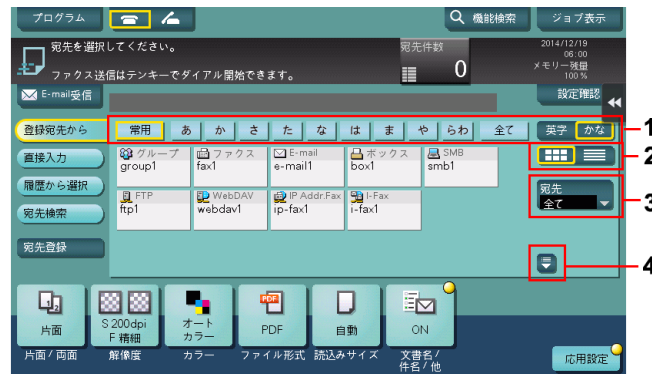 プログラム
機能検索
ジョブ表示
宛先を選択してください。
ファクス送信はテンキーでダイアル開始できます。
宛先件数
0
2014/12/19
06:00
メモリー残量
100 %
E-mail受信
設定確認
登録宛先から
常用 あ か さ た な は ま や らわ 全て 英字 かな
1
直接入力
グループ
group1
ファクス
fax1
E-mail
e-mail1
ボックス
box1
SMB
smb1
2
履歴から選択
FTP
ftp1
WebDAV
webdav1
IP Addr.Fax
ip-fax1
I-Fax
i-fax1
宛先
全て
3
宛先検索
宛先登録
4
片面
S 200dpi
F 精細
オート
カラー
PDF
PDF
自動
ON
片面 / 両面
解像度
カラー
ファイル形式
読込みサイズ
文書名 /
件名 / 他
応用設定